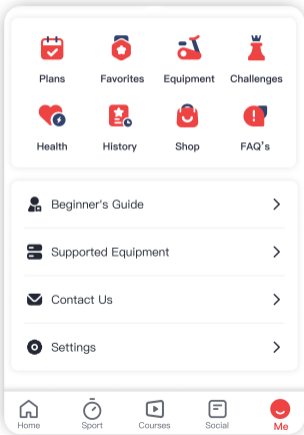 Plans Favorites Equipment Challenges
Health History Shop FAQ's
Beginner's Guide
Supported Equipment
Contact Us
Settings
Home Sport Courses Social Me